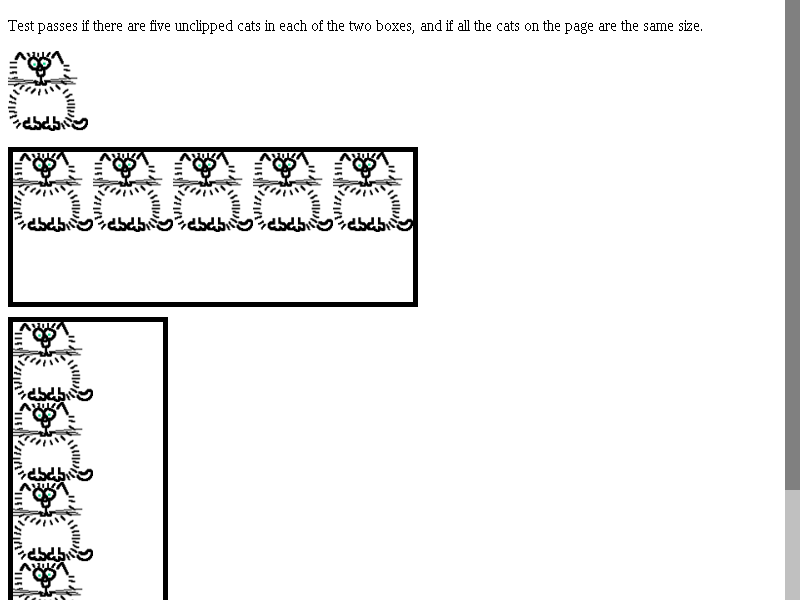 Test passes if there are five unclipped cats in each of the two boxes, and if all the cats on the page are the same size.